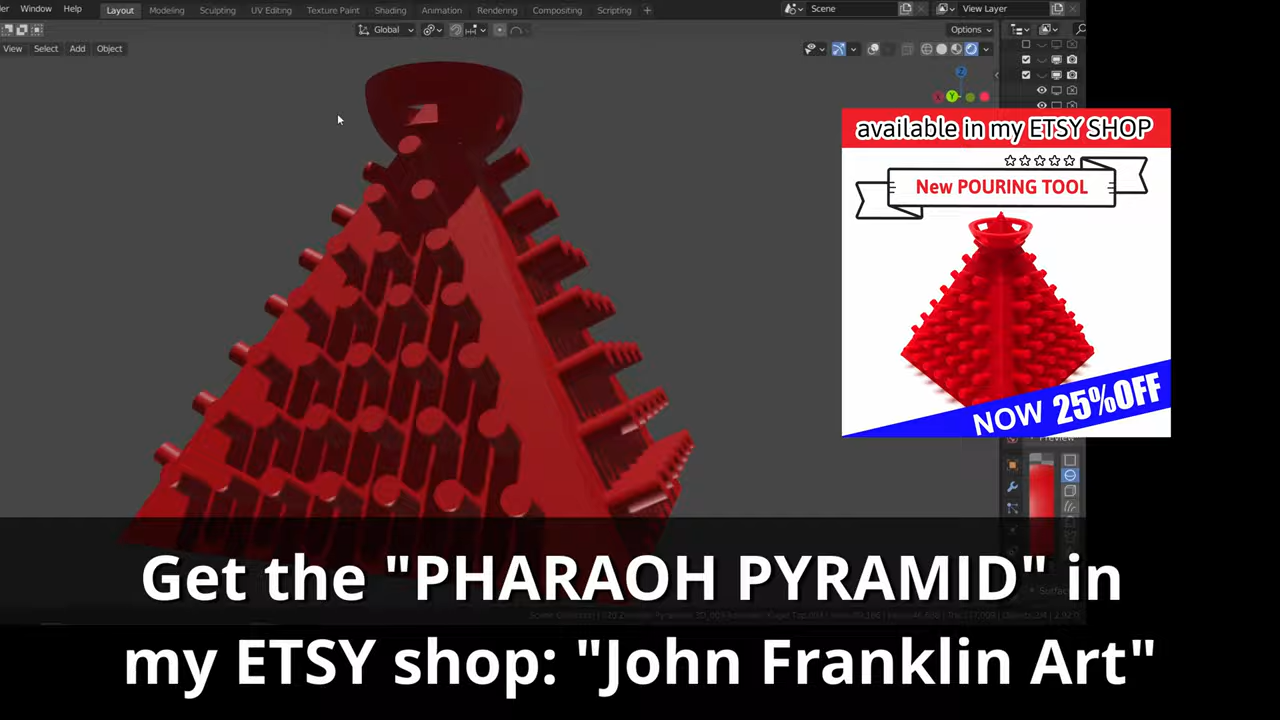 Window Help Layout Modeling Sculpting UV Editing Texture Paint Shading Animation Rendering Compositing Scripting + Scene View Layer
Global Options
View Select Add Object
Z
Y
available in my ETSY SHOP
New POURING TOOL
NOW 25%OFF
Preview
Get the "PHARAOH PYRAMID" in
my ETSY shop: "John Franklin Art"